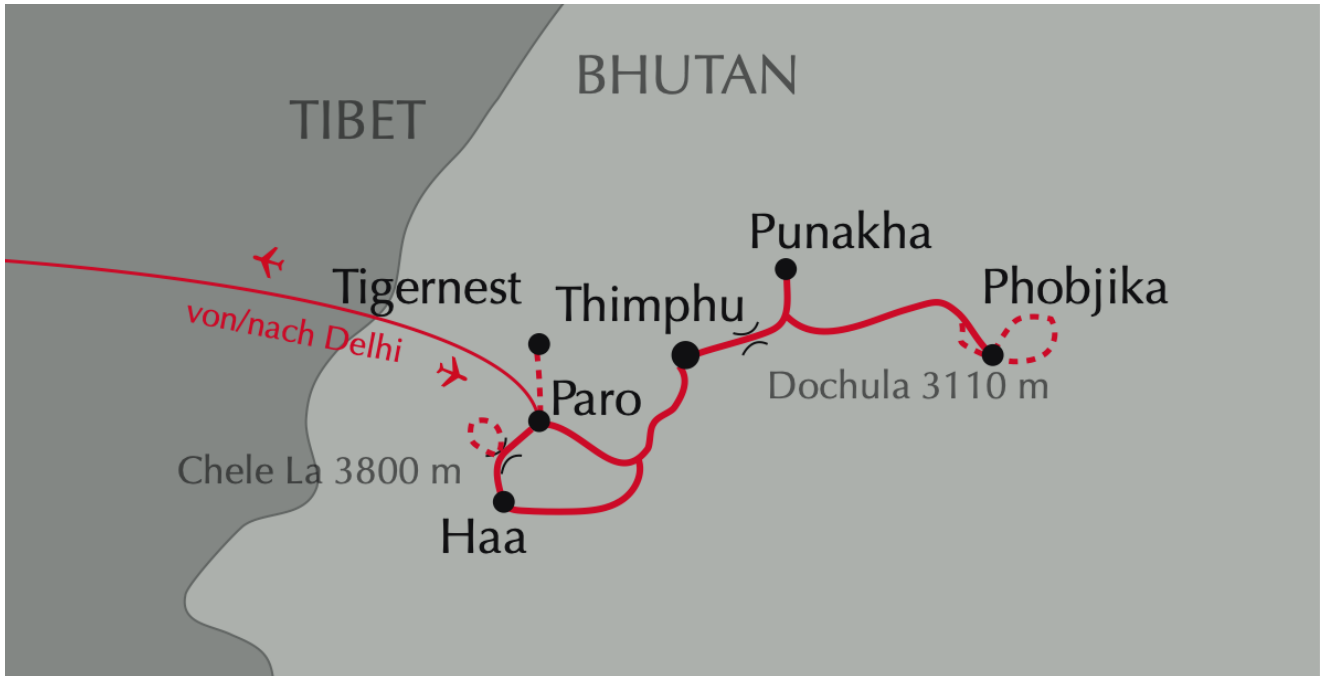 BHUTAN
TIBET
Punakha
Tigernest
Thimphu
Phobjika
von/nach Delhi
Paro
Dochula 3110 m
Chele La 3800 m
Haa